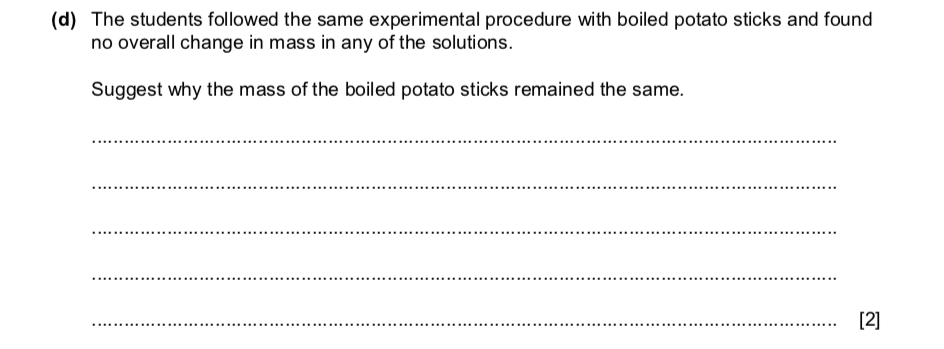 (d) The students followed the same experimental procedure with boiled potato sticks and found
no overall change in mass in any of the solutions.
Suggest why the mass of the boiled potato sticks remained the same.
[2]